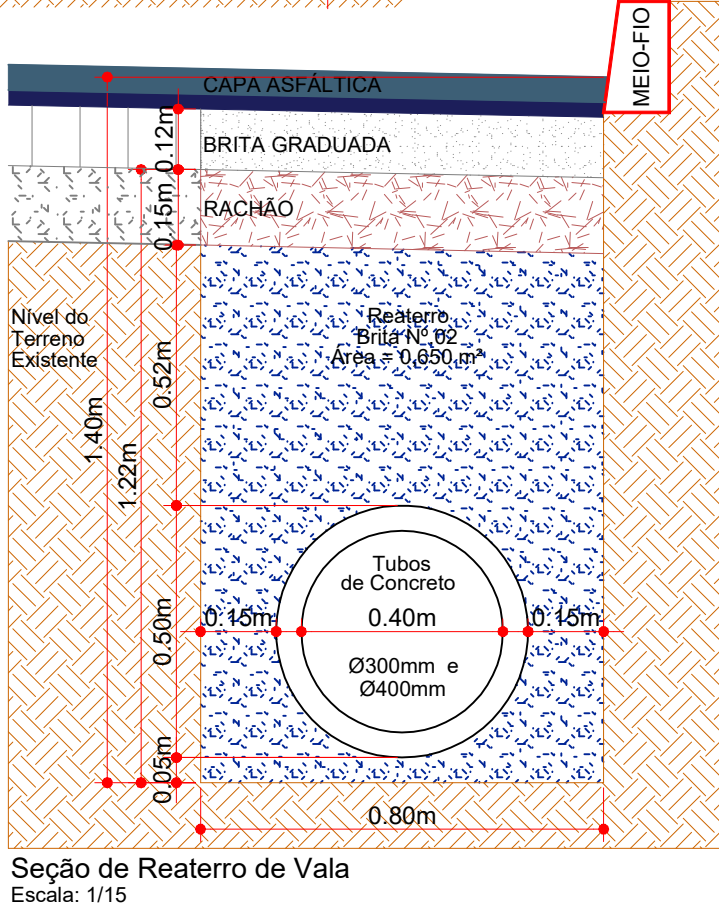 MEIO-FIO
CAPA ASFÁLTICA
0.12m
BRITA GRADUADA
0.15m
RACHÃO
Nível do
Terreno
Existente
Reaterro
Brita Nº 02
Área = 0.650 m²
0.52m
1.40m
1.22m
Tubos
de Concreto
0.15m
0.40m
0.15m
0.50m
Ø300mm e
Ø400mm
0.05m
0.80m
Seção de Reaterro de Vala
Escala: 1/15